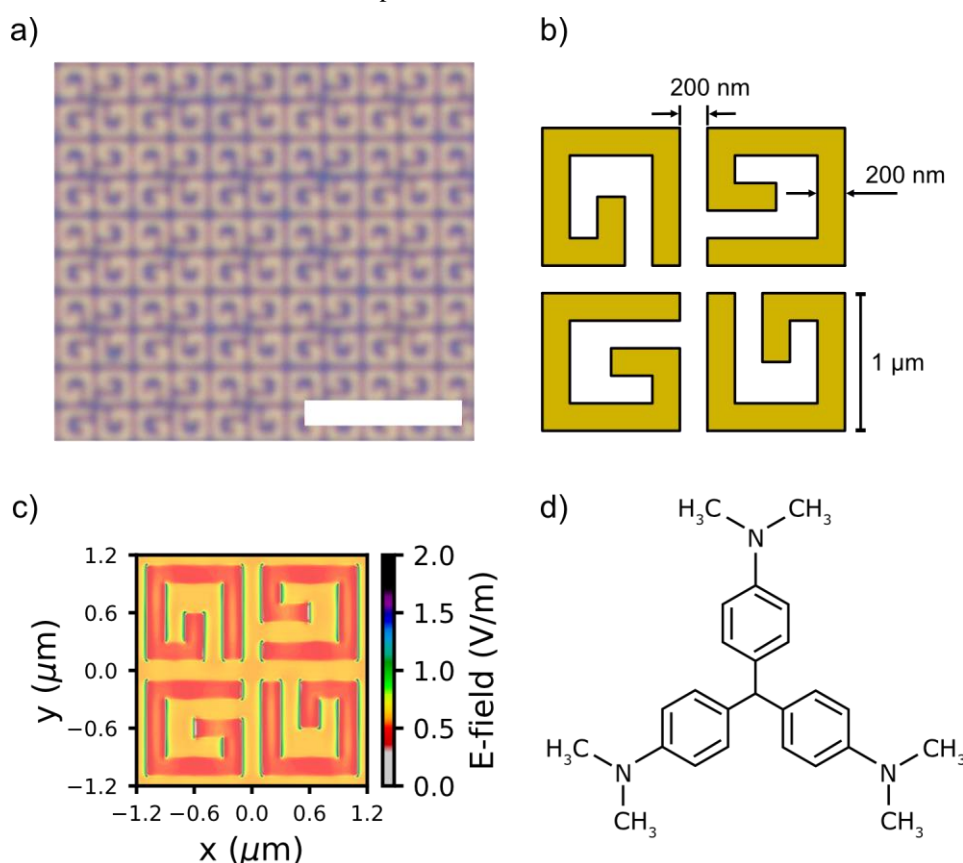 a)
b)
200 nm
200 nm
1 μm
c)
1.2
0.6
0.0
−0.6
−1.2
y (μm)
−1.2 −0.6 0.0 0.6 1.2
x (μm)
2.0
1.5
1.0
0.5
0.0
E-field (V/m)
d)
H₃C CH₃
N
H₃C CH₃
N N
CH₃ H₃C